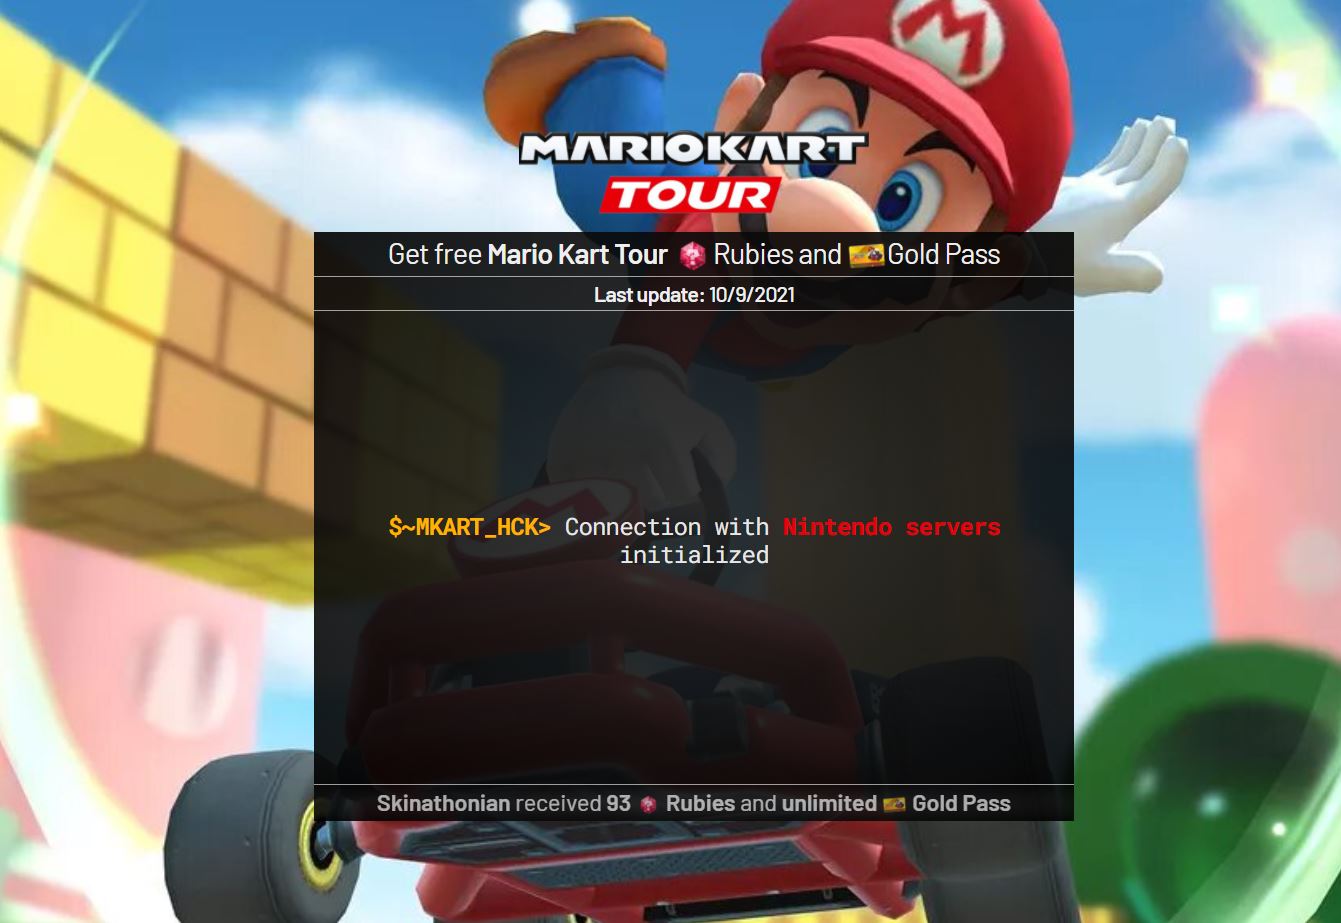 MARIOKART
TOUR
Get free Mario Kart Tour Rubies and Gold Pass
Last update: 10/9/2021
$~MKART_HCK> Connection with Nintendo servers
initialized
Skinathonian received 93 Rubies and unlimited Gold Pass